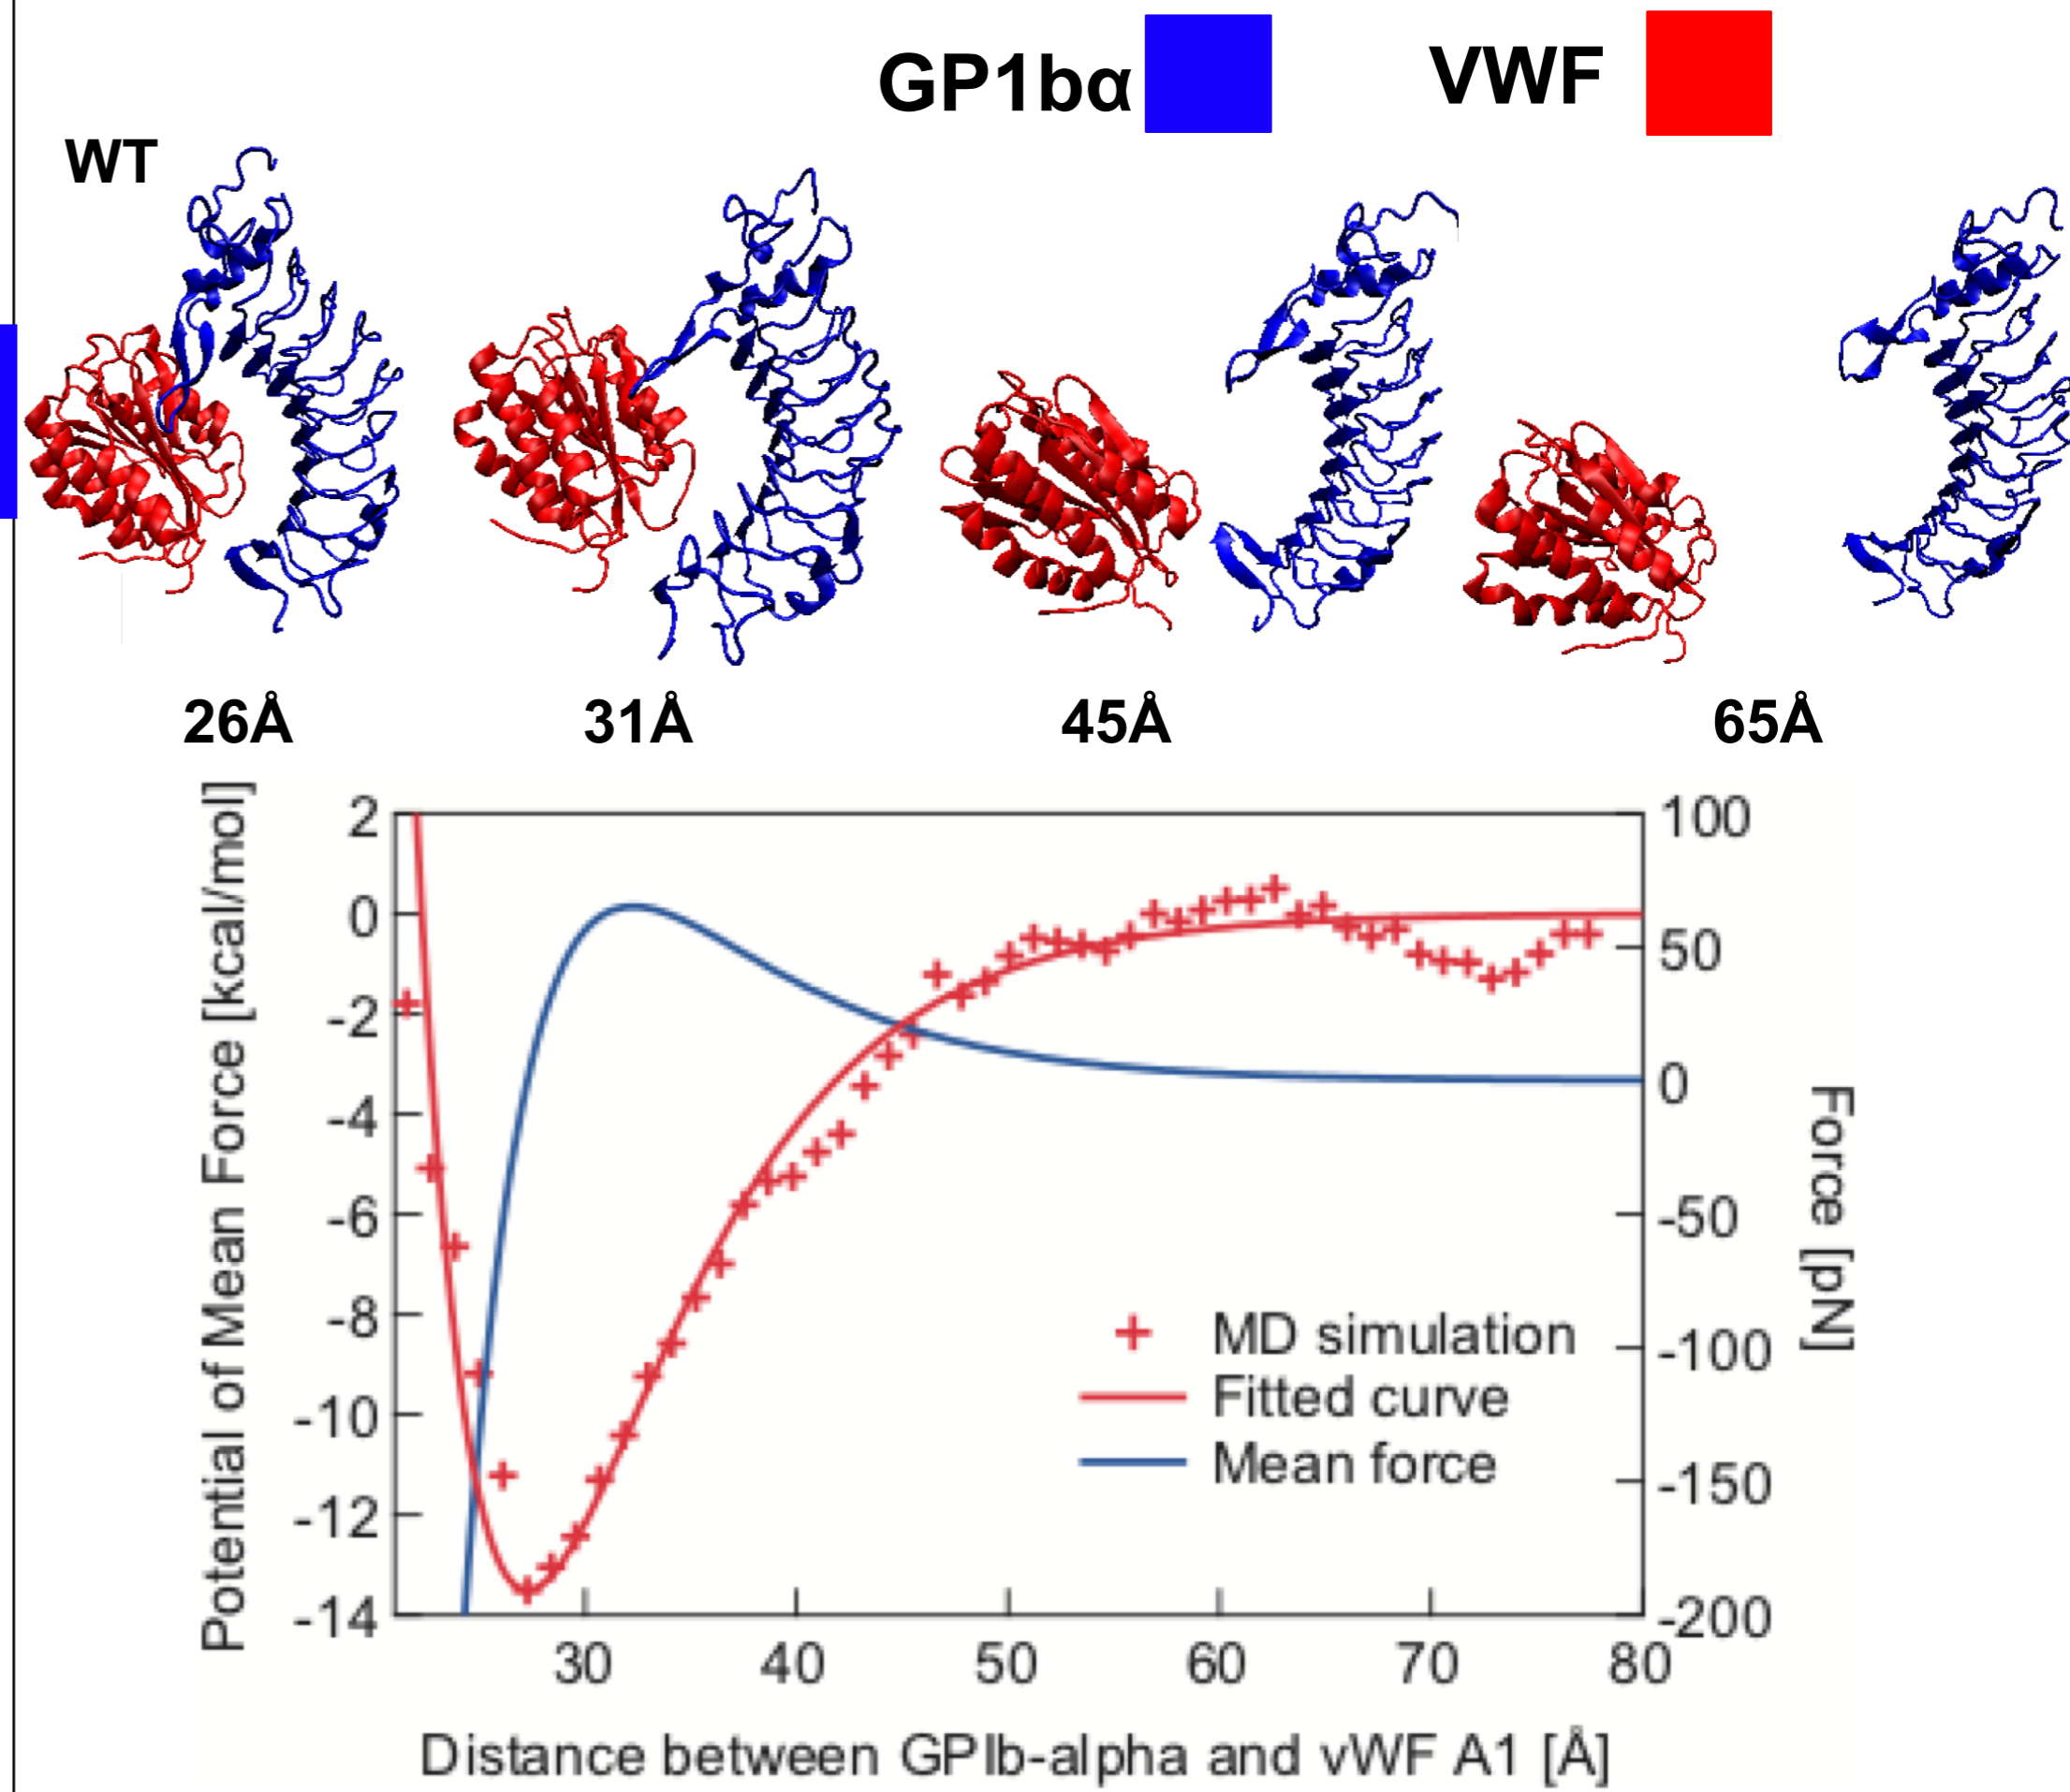 GP1bα
VWF
WT
26Å
31Å
45Å
65Å
Potential of Mean Force [kcal/mol]
2
0
-2
-4
-6
-8
-10
-12
-14
100
50
0
-50
-100
-150
-200
Force [pN]
MD simulation
Fitted curve
Mean force
30
40
50
60
70
80
Distance between GPIb-alpha and vWF A1 [Å]